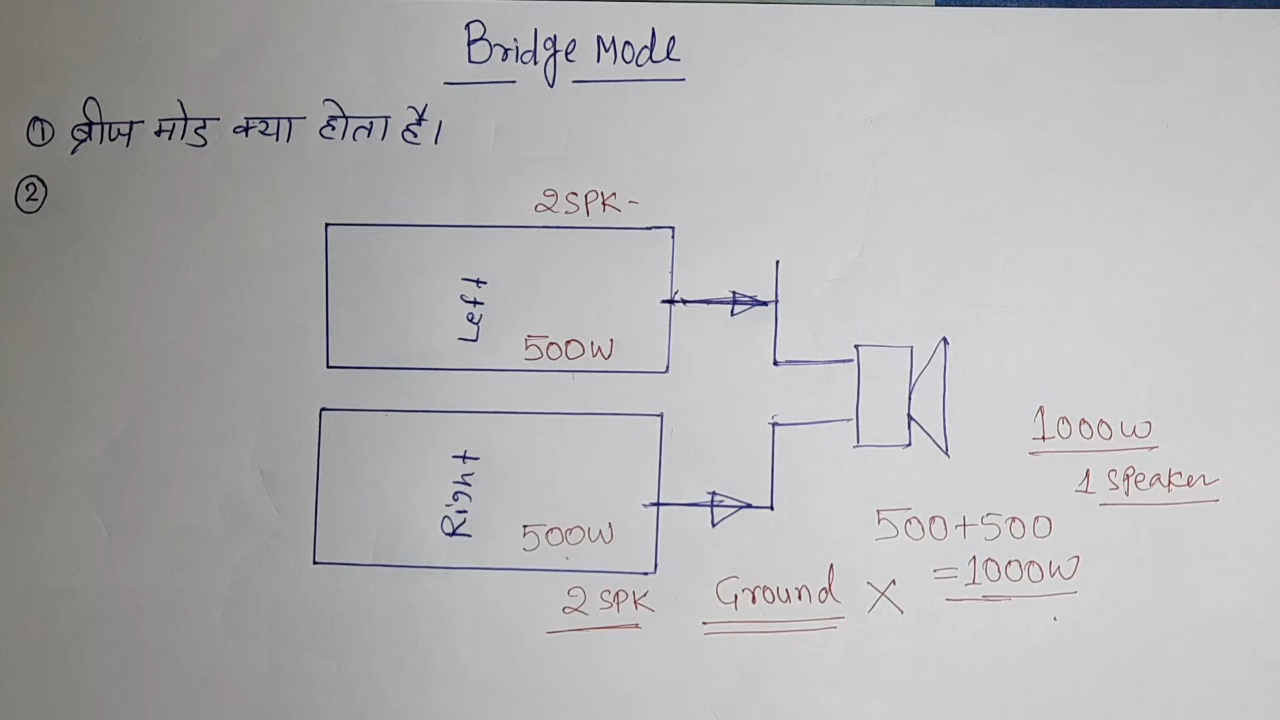 Bridge Mode
① ब्रीज मोड क्या होता है।
②
2SPK-
Left
500W
Right
500W
2 SPK
Ground X
1000W
1 Speaker
500+500
=1000W